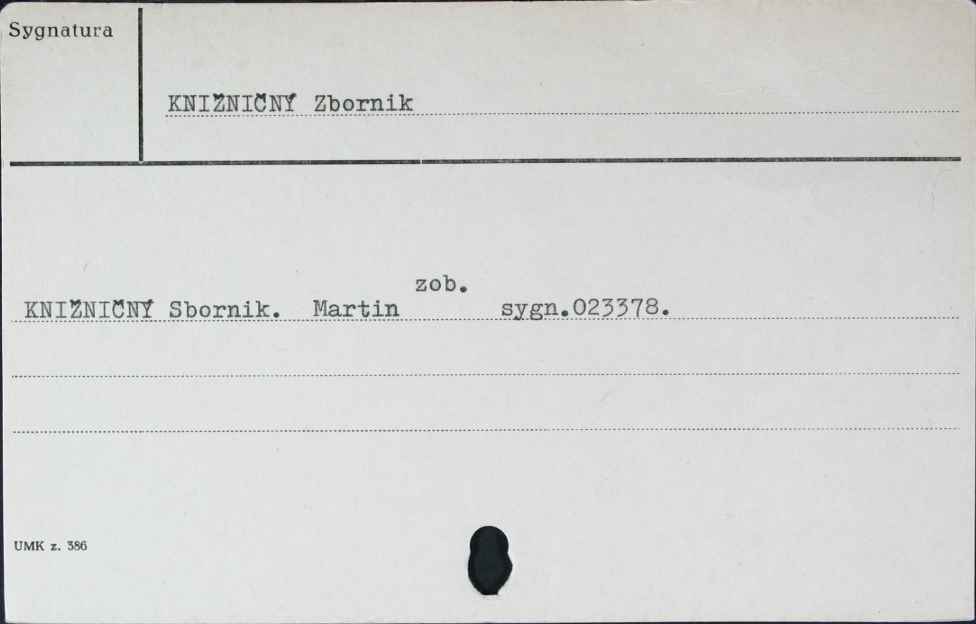 Sygnatura
KNIŽNIČNÝ Zbornik
zob.
KNIŽNIČNÝ Sbornik. Martin sygn.023378.
UMK z. 386